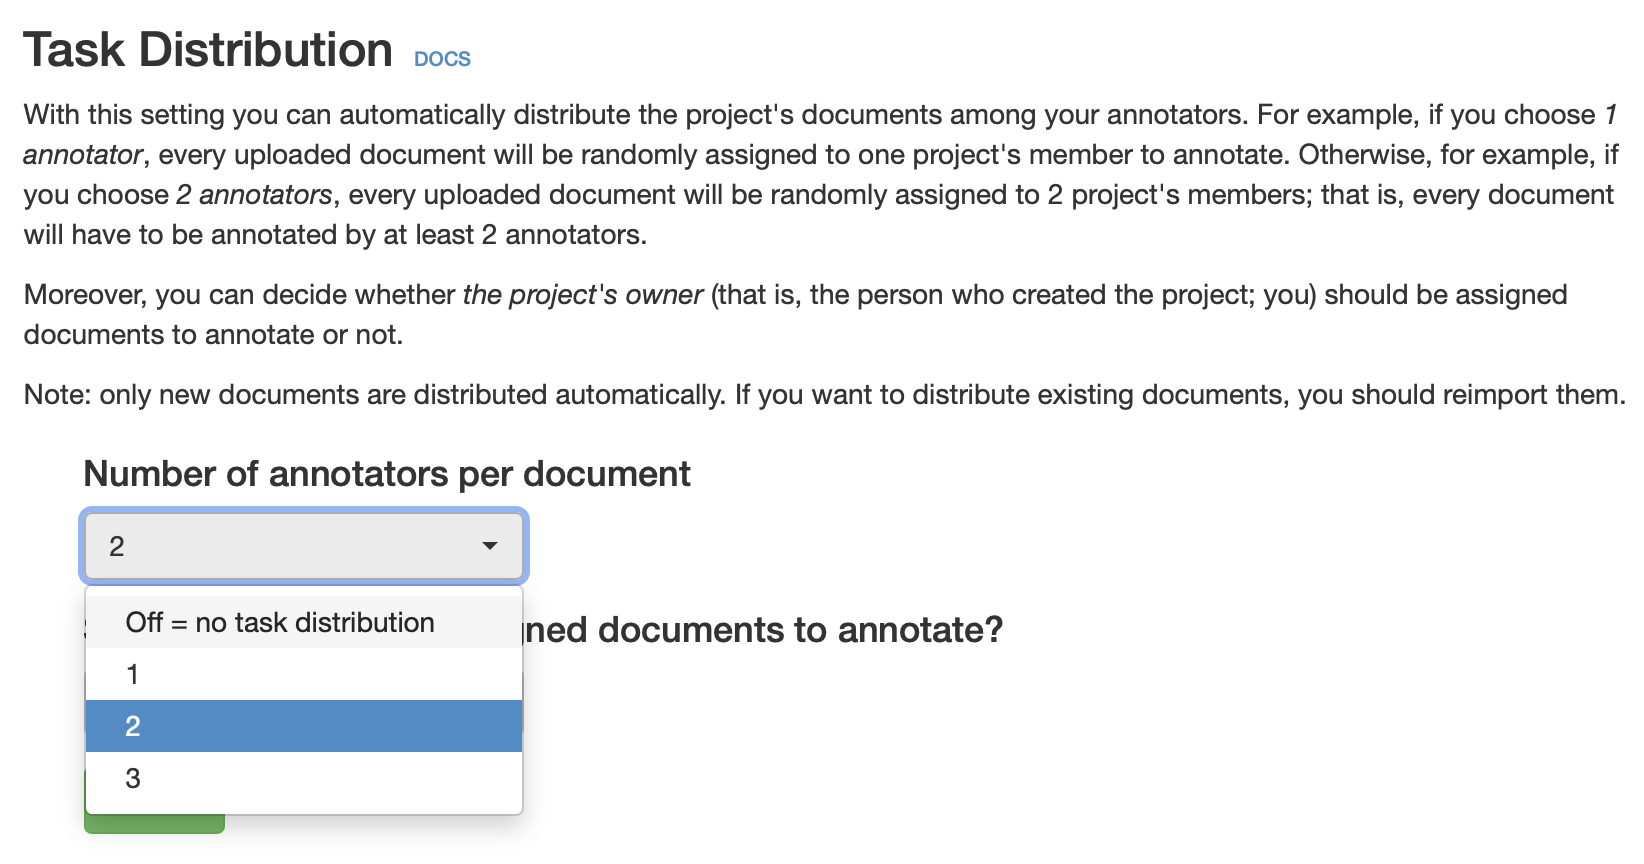 Task Distribution DOCS
With this setting you can automatically distribute the project's documents among your annotators. For example, if you choose 1
annotator, every uploaded document will be randomly assigned to one project's member to annotate. Otherwise, for example, if
you choose 2 annotators, every uploaded document will be randomly assigned to 2 project's members; that is, every document
will have to be annotated by at least 2 annotators.
Moreover, you can decide whether the project's owner (that is, the person who created the project; you) should be assigned
documents to annotate or not.
Note: only new documents are distributed automatically. If you want to distribute existing documents, you should reimport them.
Number of annotators per document
2
Off = no task distribution
documents to annotate?
1
2
3